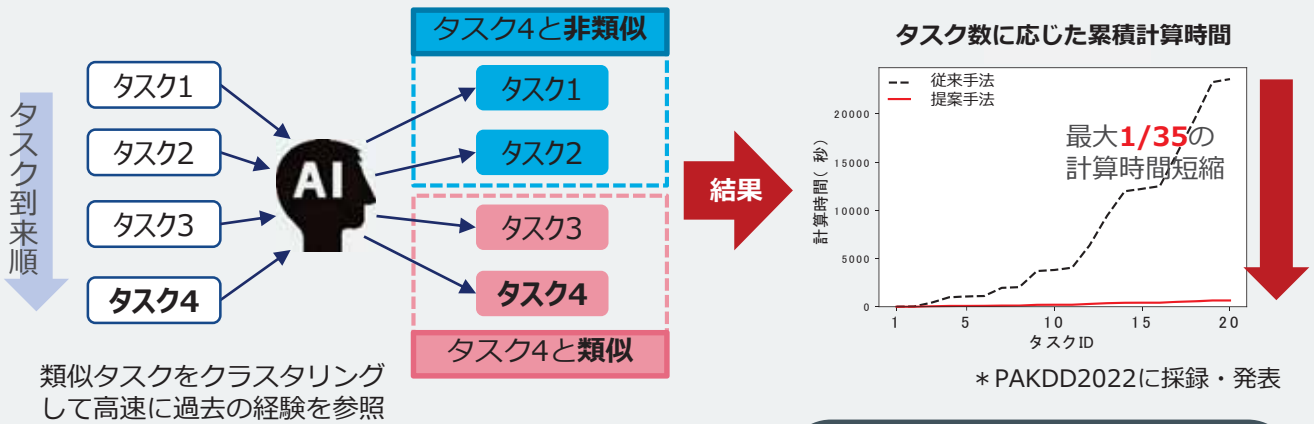 タスク到来順
タスク1
タスク2
タスク3
タスク4
AI
タスク4と非類似
タスク1
タスク2
タスク3
タスク4
タスク4と類似
類似タスクをクラスタリング
して高速に過去の経験を参照
結果
タスク数に応じた累積計算時間
従来手法
提案手法
最大1/35の
計算時間短縮
計算時間(秒)
20000
15000
10000
5000
0
1 5 10 15 20
タスクID
＊PAKDD2022に採録・発表